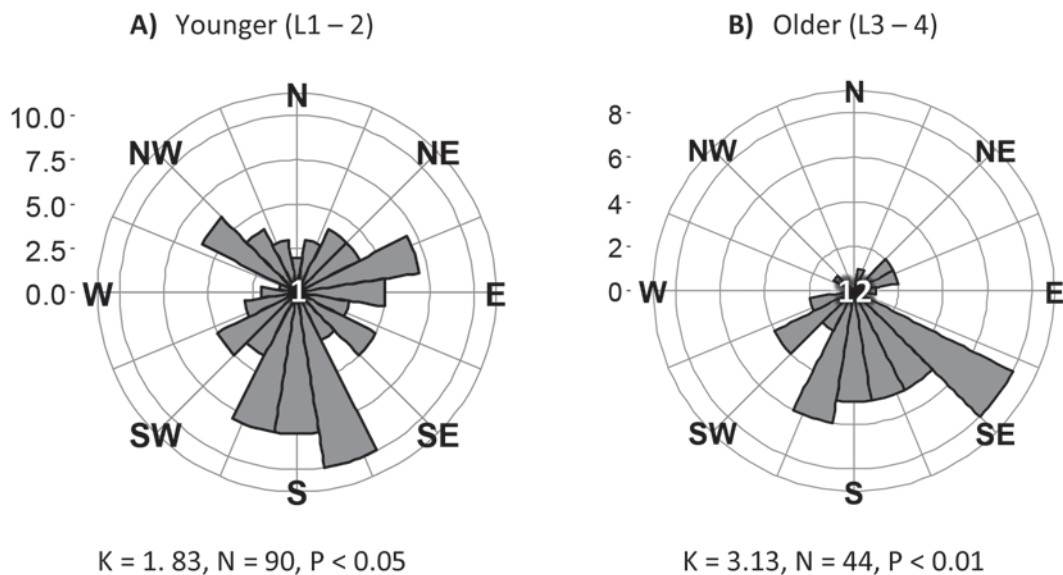 A) Younger (L1 – 2)
N
NE
E
SE
S
SW
W
NW
10.0
7.5
5.0
2.5
0.0
1
K = 1. 83, N = 90, P < 0.05
B) Older (L3 – 4)
N
NE
E
SE
S
SW
W
NW
8
6
4
2
0
12
K = 3.13, N = 44, P < 0.01